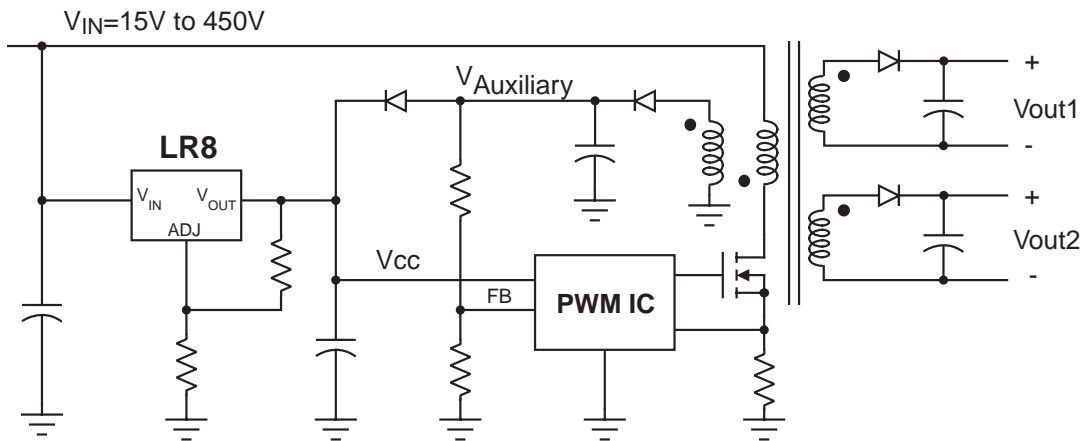 VIN=15V to 450V
VAuxiliary
+
Vout1
-
LR8
VIN
VOUT
ADJ
+
Vout2
-
Vcc
FB
PWM IC